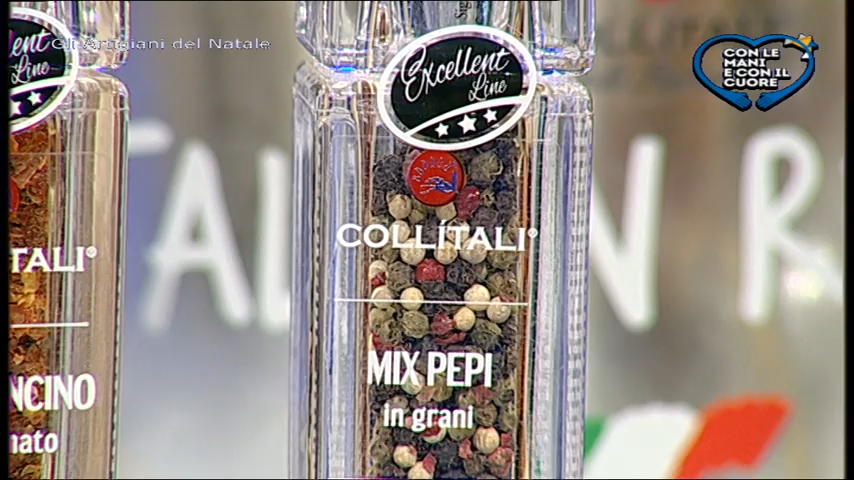 Gli Artigiani del Natale
CON LE
MANI
E CON IL
CUORE
Excellent
Line
Excellent
Line
COLLÍTALI®
TALI®
MIX PEPI
in grani
NCINO
nato